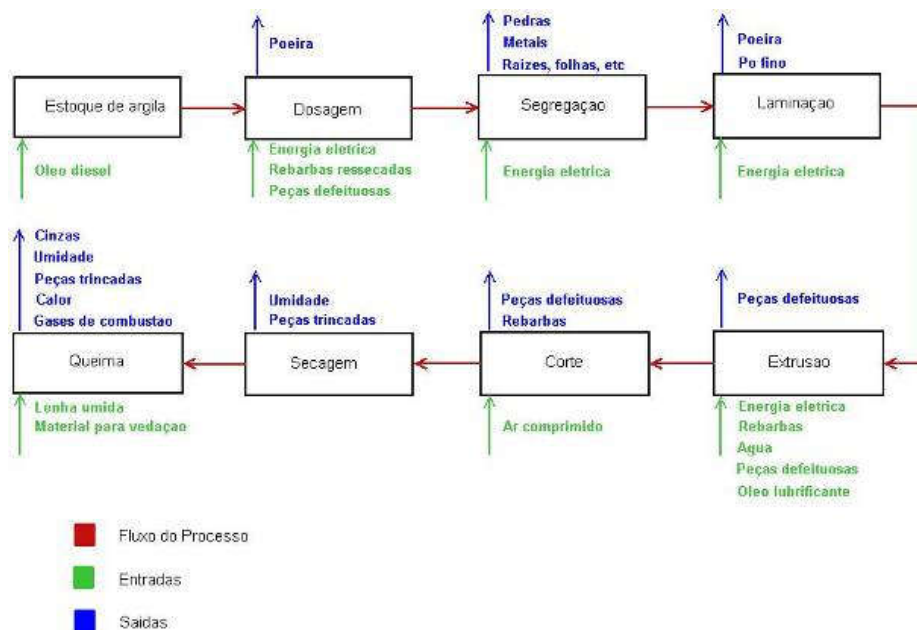 Poeira
Pedras
Metais
Raizes, folhas, etc
Poeira
Po fino
Estoque de argila
Dosagem
Segregaçao
Laminaçao
Oleo diesel
Energia eletrica
Rebarbas ressecadas
Peças defeituosas
Energia eletrica
Energia eletrica
Cinzas
Umidade
Peças trincadas
Calor
Gases de combustao
Umidade
Peças trincadas
Peças defeituosas
Rebarbas
Peças defeituosas
Queima
Secagem
Corte
Extrusao
Lenha umida
Material para vedaçao
Ar comprimido
Energia eletrica
Rebarbas
Agua
Peças defeituosas
Oleo lubrificante
Fluxo do Processo
Entradas
Saidas